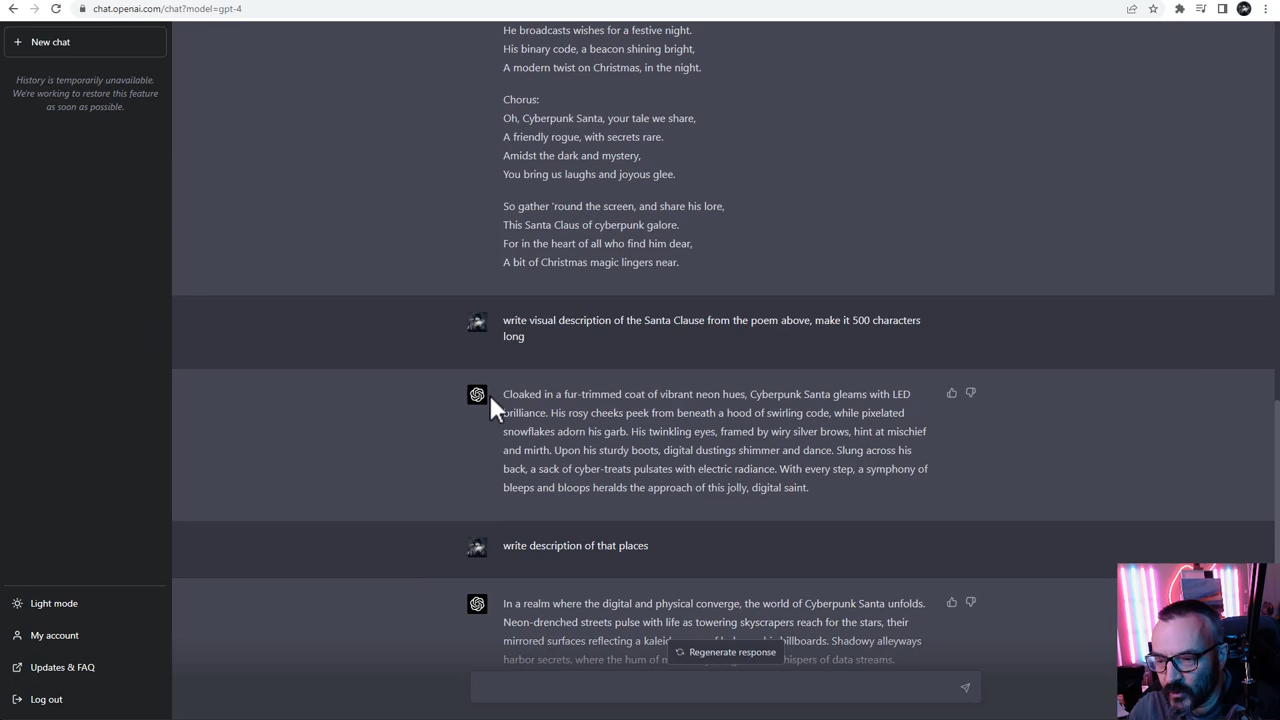 chat.openai.com/chat?model=gpt-4
New chat
History is temporarily unavailable.
We're working to restore this feature
as soon as possible.
He broadcasts wishes for a festive night.
His binary code, a beacon shining bright,
A modern twist on Christmas, in the night.
Chorus:
Oh, Cyberpunk Santa, your tale we share,
A friendly rogue, with secrets rare.
Amidst the dark and mystery,
You bring us laughs and joyous glee.
So gather 'round the screen, and share his lore,
This Santa Claus of cyberpunk galore.
For in the heart of all who find him dear,
A bit of Christmas magic lingers near.
write visual description of the Santa Clause from the poem above, make it 500 characters
long
Cloaked in a fur-trimmed coat of vibrant neon hues, Cyberpunk Santa gleams with LED
brilliance. His rosy cheeks peek from beneath a hood of swirling code, while pixelated
snowflakes adorn his garb. His twinkling eyes, framed by wiry silver brows, hint at mischief
and mirth. Upon his sturdy boots, digital dustings shimmer and dance. Slung across his
back, a sack of cyber-treats pulsates with electric radiance. With every step, a symphony of
bleeps and bloops heralds the approach of this jolly, digital saint.
write description of that places
In a realm where the digital and physical converge, the world of Cyberpunk Santa unfolds.
Neon-drenched streets pulse with life as towering skyscrapers reach for the stars, their
mirrored surfaces reflecting a billboards. Shadowy alleyways
harbor secrets, where the hum of whispers of data streams.
Regenerate response
Light mode
My account
Updates & FAQ
Log out